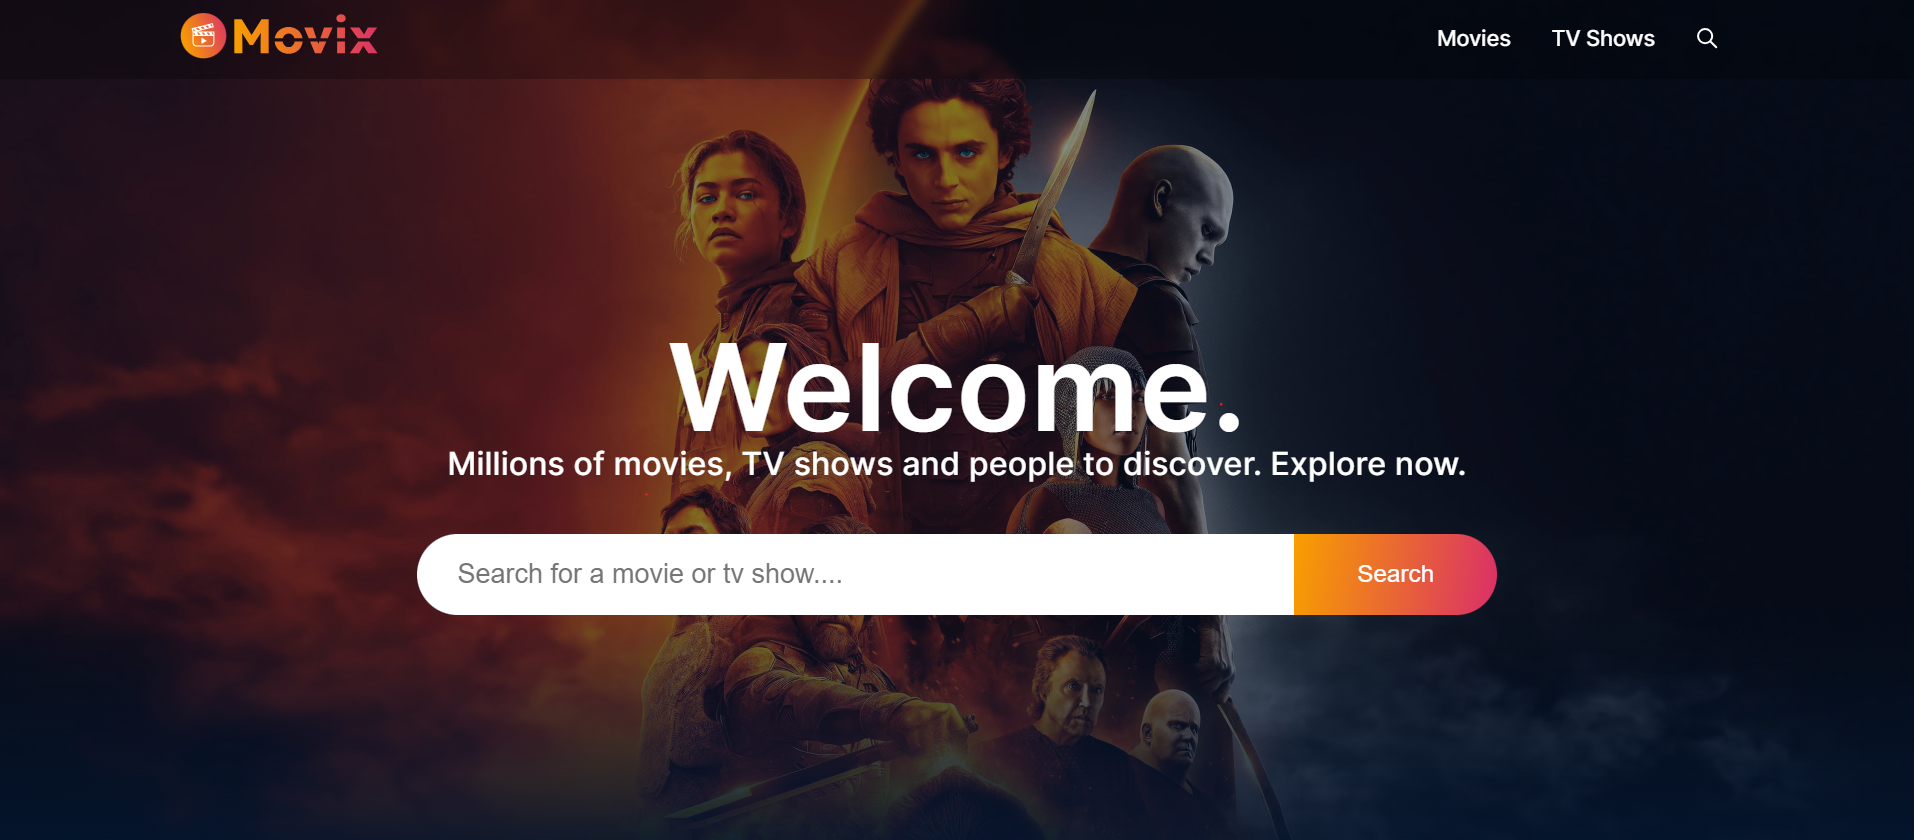 Movix
Movies
TV Shows
Welcome.
Millions of movies, TV shows and people to discover. Explore now.
Search for a movie or tv show....
Search